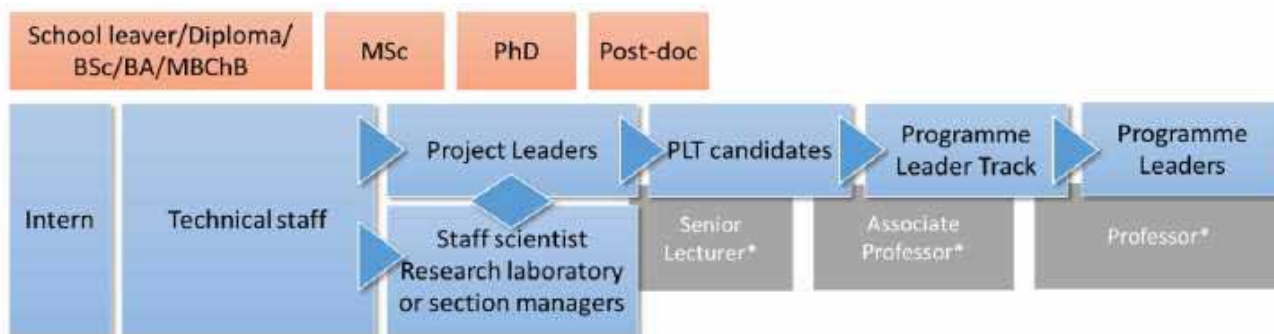 School leaver/Diploma/
BSc/BA/MBChB
MSc
PhD
Post-doc
Intern
Technical staff
Project Leaders
PLT candidates
Programme
Leader Track
Programme
Leaders
Staff scientist
Research laboratory
or section managers
Senior
Lecturer*
Associate
Professor*
Professor*